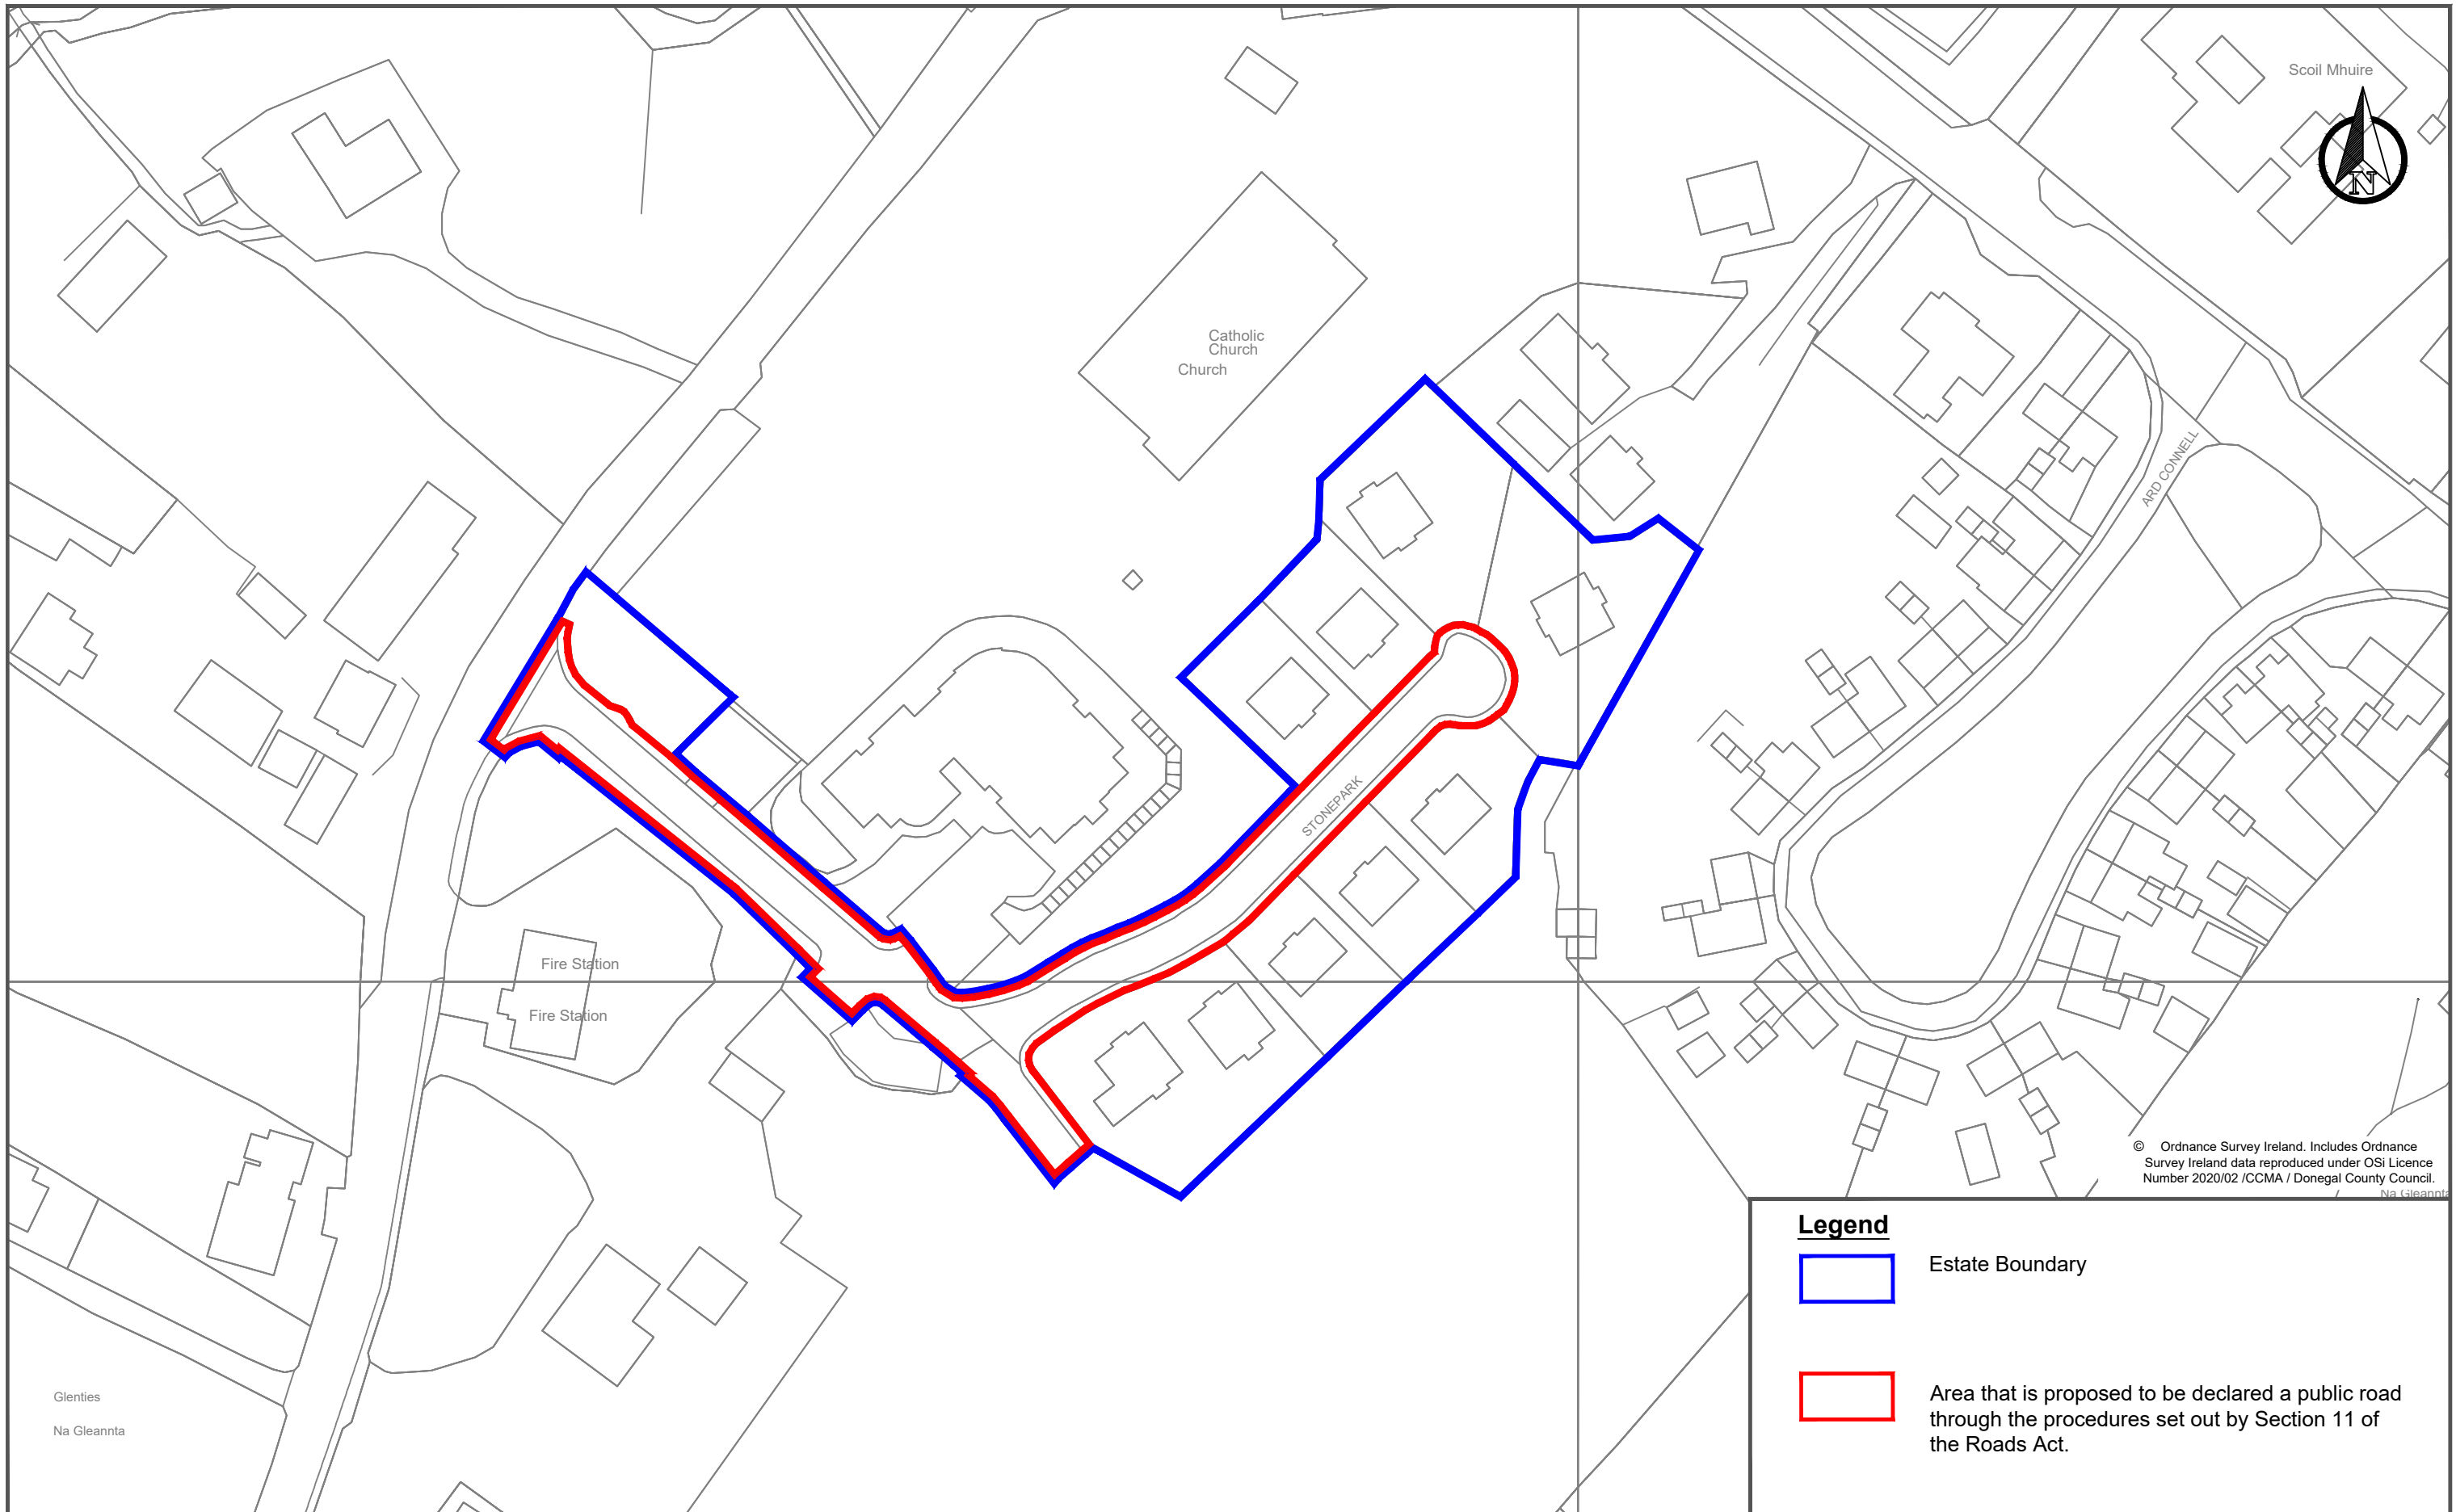 Scoil Mhuire
N
Catholic
Church
Church
ARD CONNELL
STONEPARK
Fire Station
Fire Station
© Ordnance Survey Ireland. Includes Ordnance
Survey Ireland data reproduced under OSi Licence
Number 2020/02 /CCMA / Donegal County Council.
Na Gleannta
Legend
Estate Boundary
Area that is proposed to be declared a public road
through the procedures set out by Section 11 of
the Roads Act.
Glenties
Na Gleannta